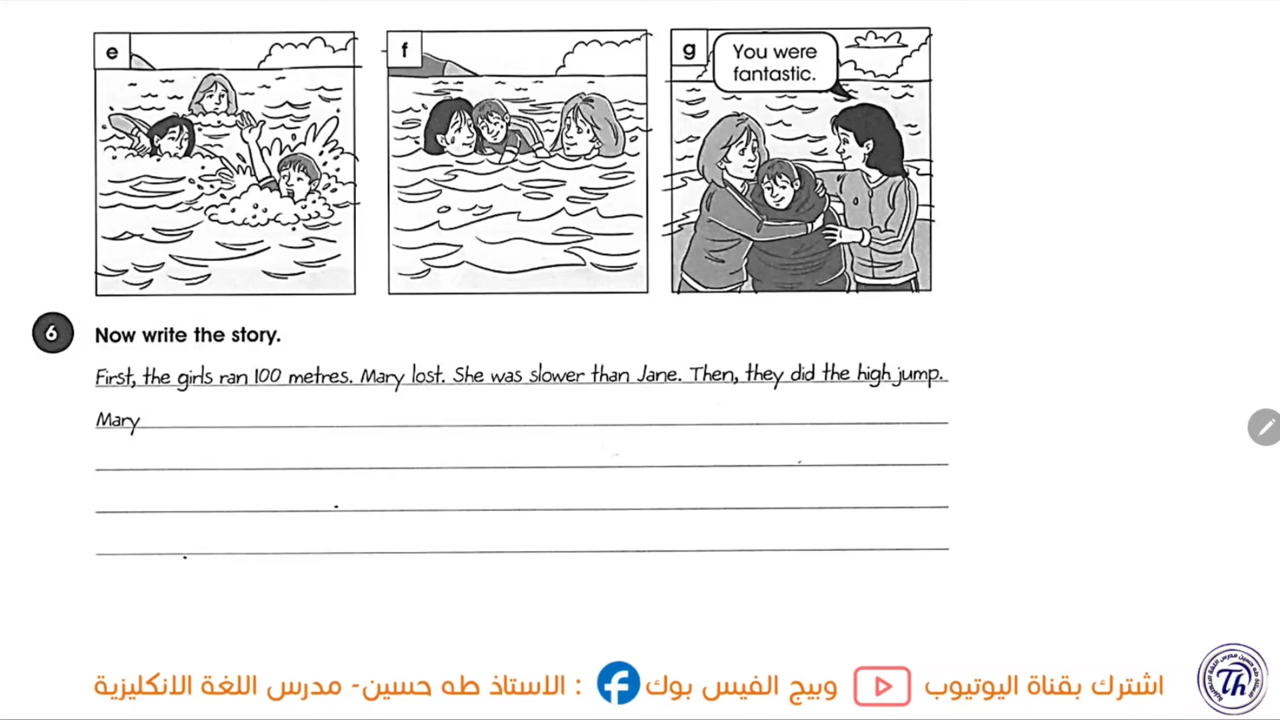 e
f
g
You were
fantastic.
6 Now write the story.
First, the girls ran 100 metres. Mary lost. She was slower than Jane. Then, they did the high jump.
Mary
اشترك بقناة اليوتيوب وبيج الفيس بوك : الاستاذ طه حسين- مدرس اللغة الانكليزية
Th